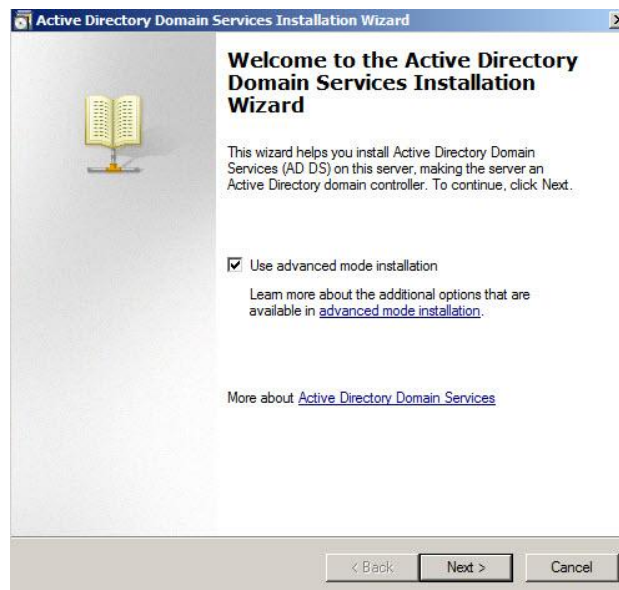 Active Directory Domain Services Installation Wizard
Welcome to the Active Directory
Domain Services Installation
Wizard
This wizard helps you install Active Directory Domain
Services (AD DS) on this server, making the server an
Active Directory domain controller. To continue, click Next.
Use advanced mode installation
Learn more about the additional options that are
available in advanced mode installation.
More about Active Directory Domain Services
< Back Next > Cancel